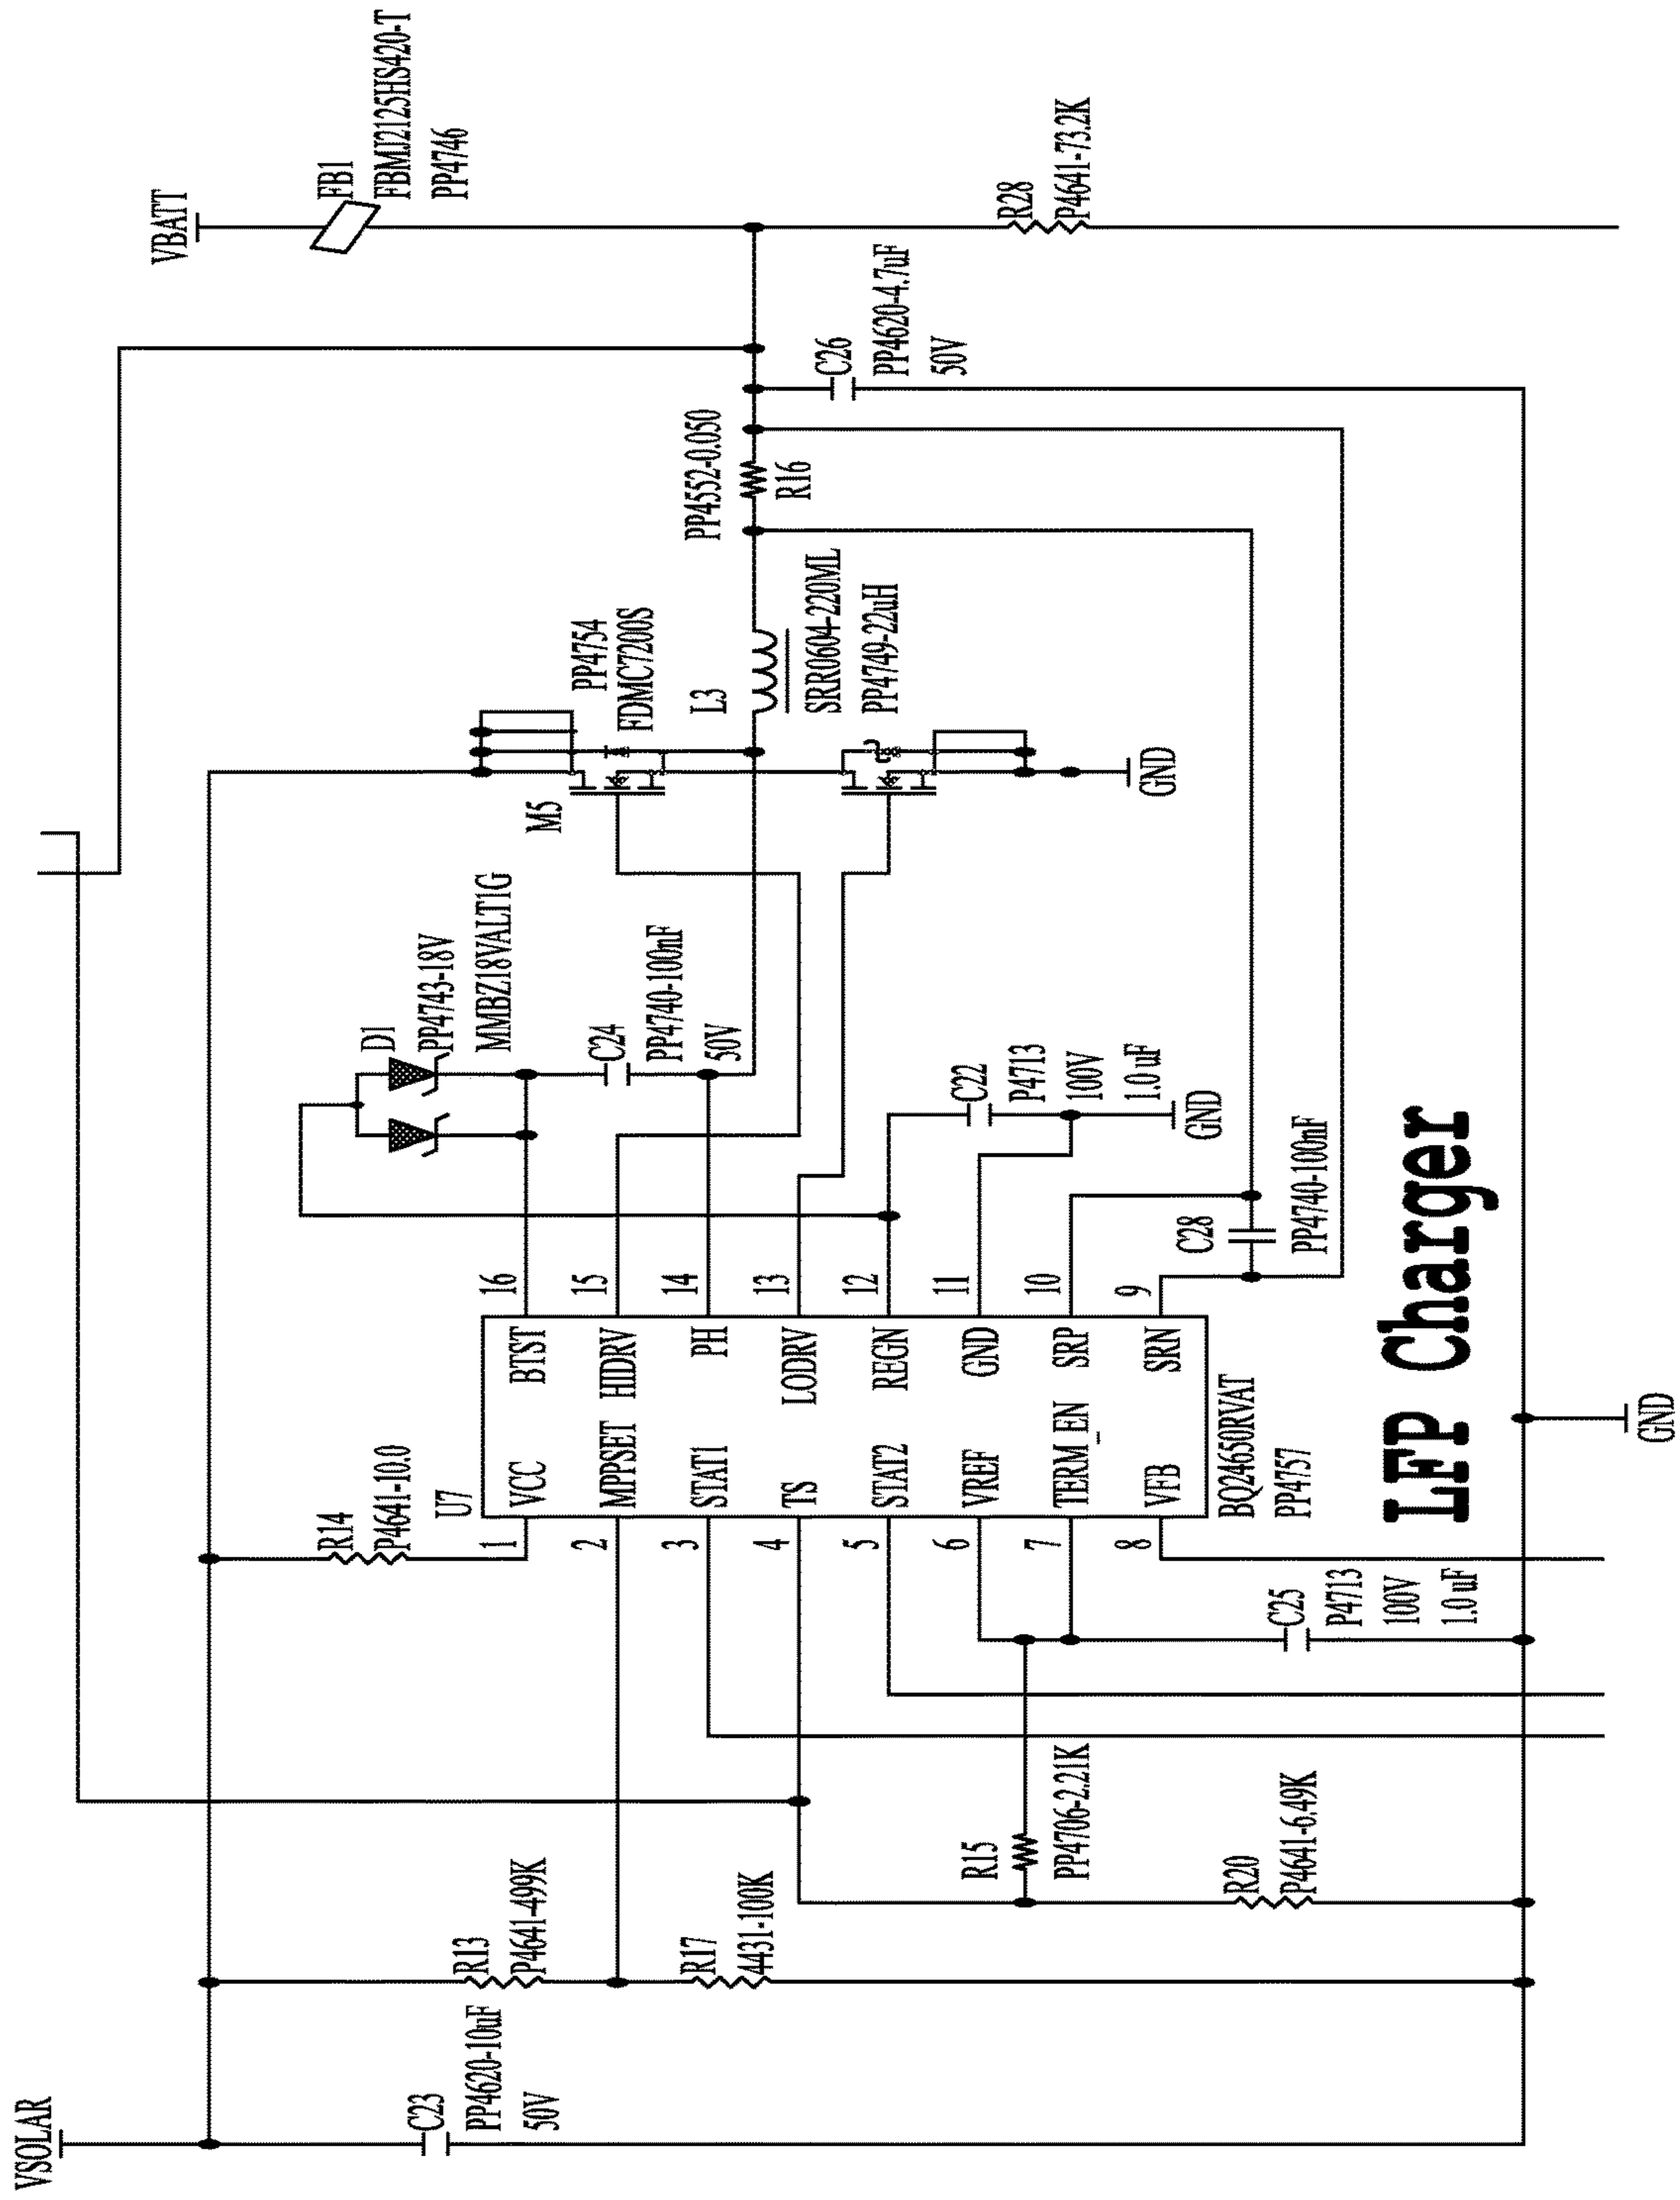 VSOLAR
C23
PP4620-10uF
50V
R13
P4641-499K
R17
4431-100K
R15
PP4706-2.21K
R20
P4641-6.49K
R14
P4641-10.0
C25
P4713
100V
1.0 uF
U7
1
2
3
4
5
6
7
8
VCC
MPPSET
STAT1
TS
STAT2
VREF
TERM_EN
VFB
BTST
HIDRV
PH
LODRV
REGN
GND
SRP
SRN
16
15
14
13
12
11
10
9
BQ24650RVAT
PP4757
GND
LFP Charger
D1
PP4743-18V
MMBZ18VALT1G
C24
PP4740-100nF
50V
C22
P4713
100V
1.0 uF
GND
C28
PP4740-100nF
M5
PP4754
FDMC7200S
L3
SRR0604-220ML
PP4749-22uH
GND
PP4552-0.050
R16
C26
PP4620-4.7uF
50V
VBATT
FB1
FBMJ2125HS420-T
PP4746
R28
P4641-73.2K